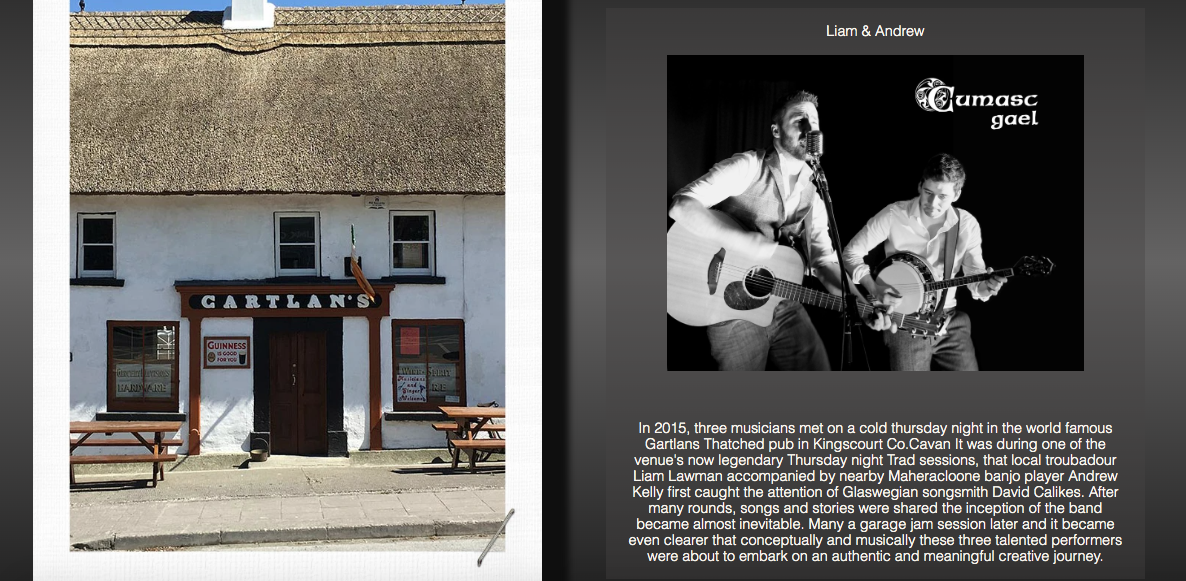 GARTLAN'S
GUINNESS
IS GOOD
FOR YOU
HARDWARE
Musicians
and
Singers
Welcome
Liam & Andrew
Cumasc
gael
In 2015, three musicians met on a cold thursday night in the world famous
Gartlans Thatched pub in Kingscourt Co.Cavan It was during one of the
venue's now legendary Thursday night Trad sessions, that local troubadour
Liam Lawman accompanied by nearby Maheracloone banjo player Andrew
Kelly first caught the attention of Glaswegian songsmith David Calikes. After
many rounds, songs and stories were shared the inception of the band
became almost inevitable. Many a garage jam session later and it became
even clearer that conceptually and musically these three talented performers
were about to embark on an authentic and meaningful creative journey.